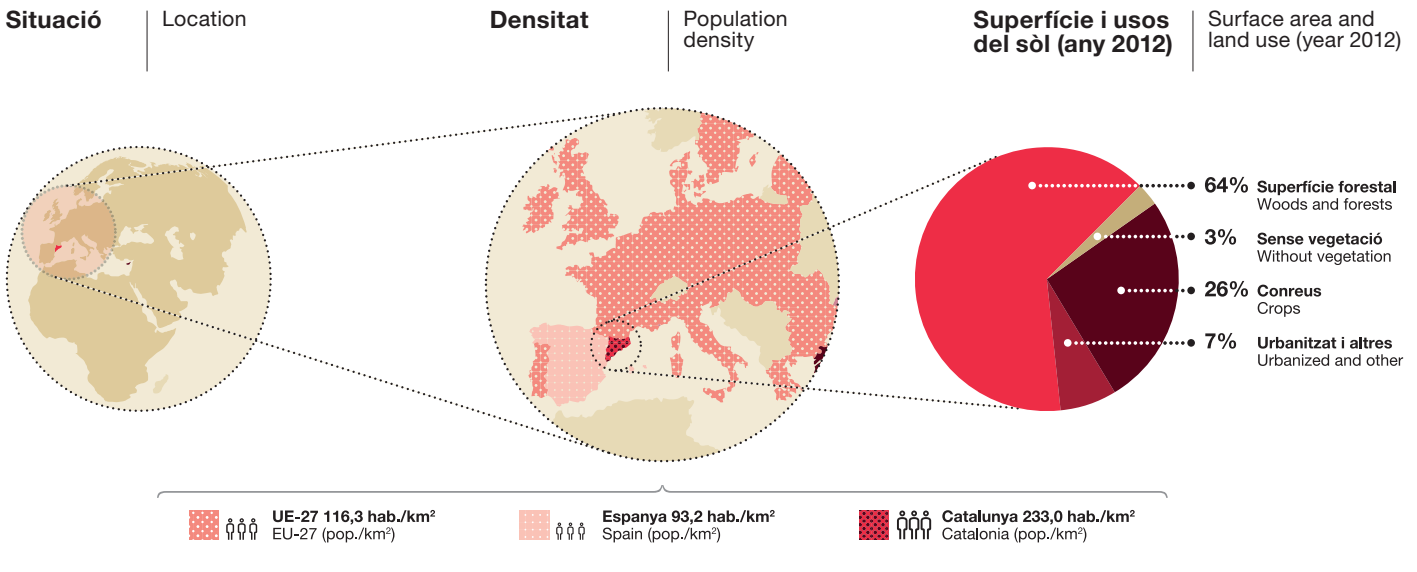 Situació
Location
Densitat
Population
density
Superfície i usos
del sòl (any 2012)
Surface area and
land use (year 2012)
64% Superfície forestal
Woods and forests
3% Sense vegetació
Without vegetation
26% Conreus
Crops
7% Urbanitzat i altres
Urbanized and other
UE-27 116,3 hab./km²
EU-27 (pop./km²)
Espanya 93,2 hab./km²
Spain (pop./km²)
Catalunya 233,0 hab./km²
Catalonia (pop./km²)